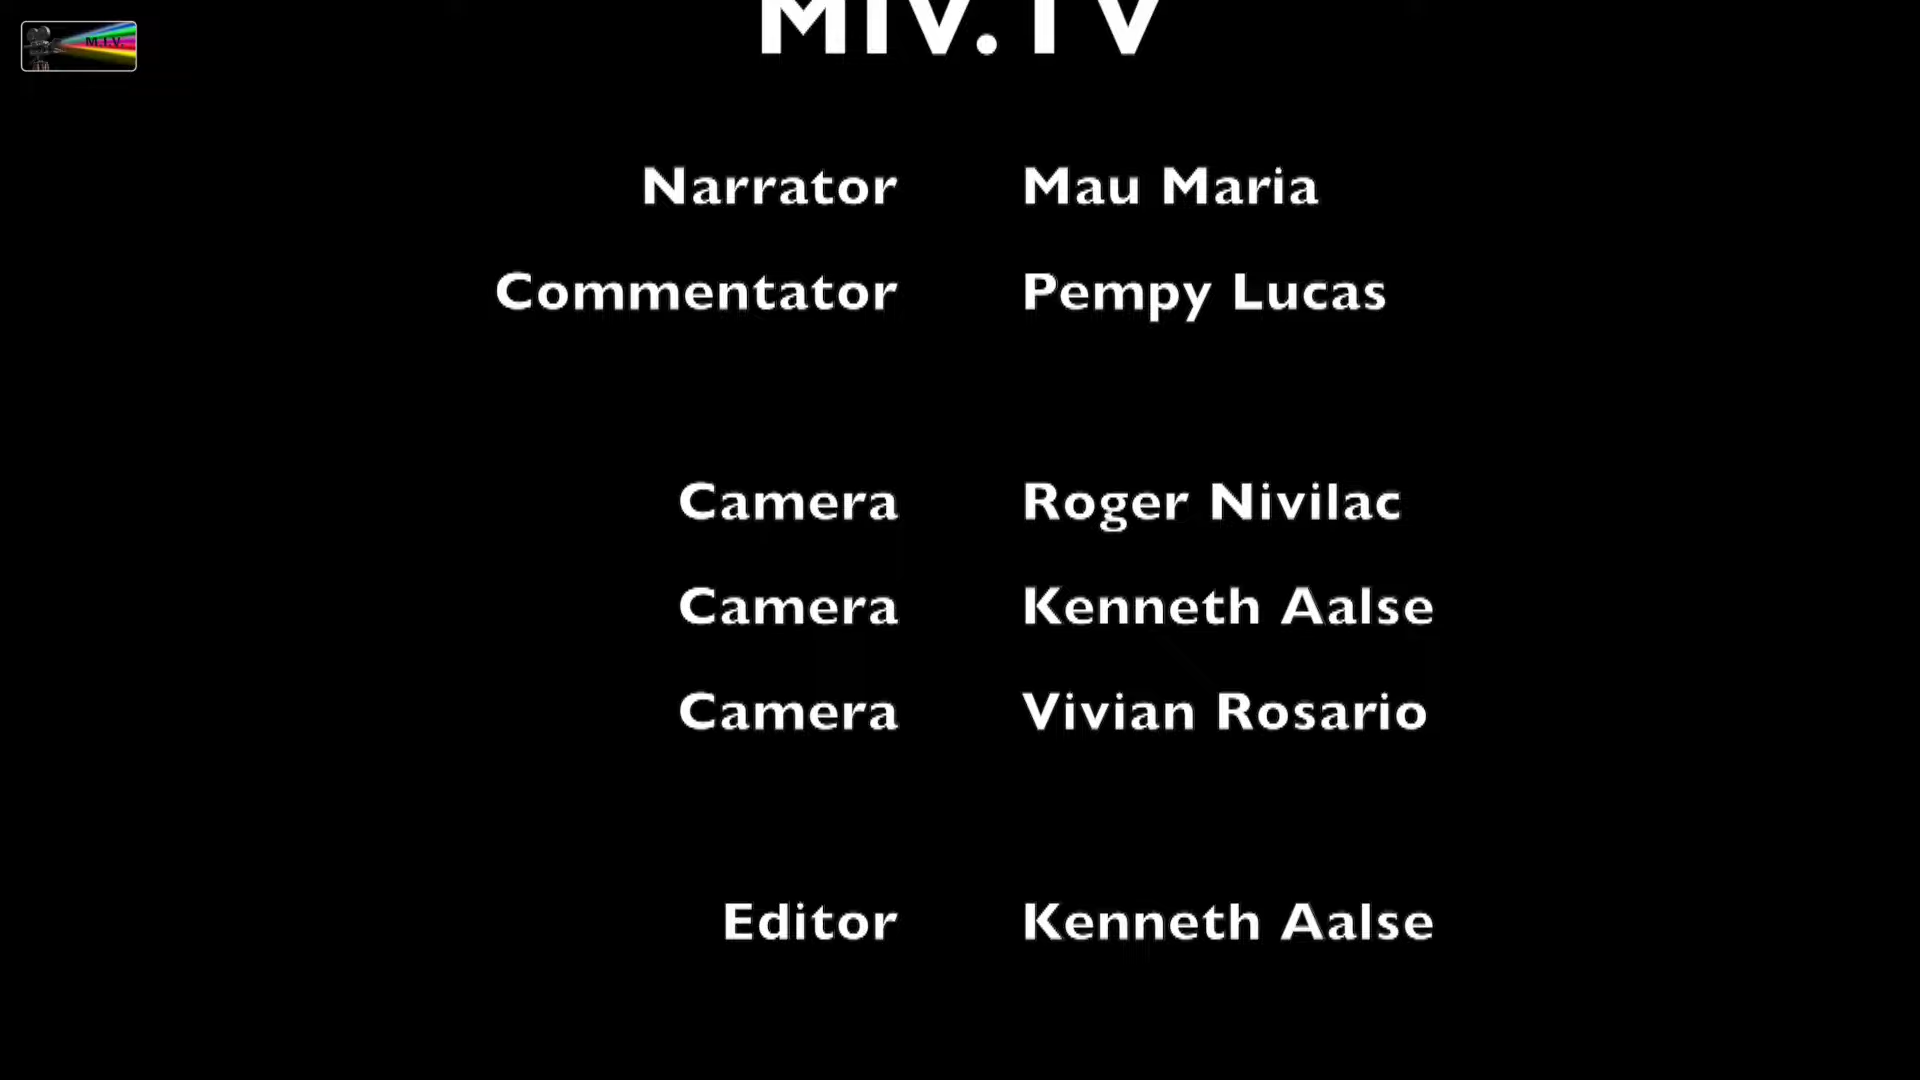 M.I.V.
MIV.TV
Narrator Mau Maria
Commentator Pempy Lucas
Camera Roger Nivilac
Camera Kenneth Aalse
Camera Vivian Rosario
Editor Kenneth Aalse